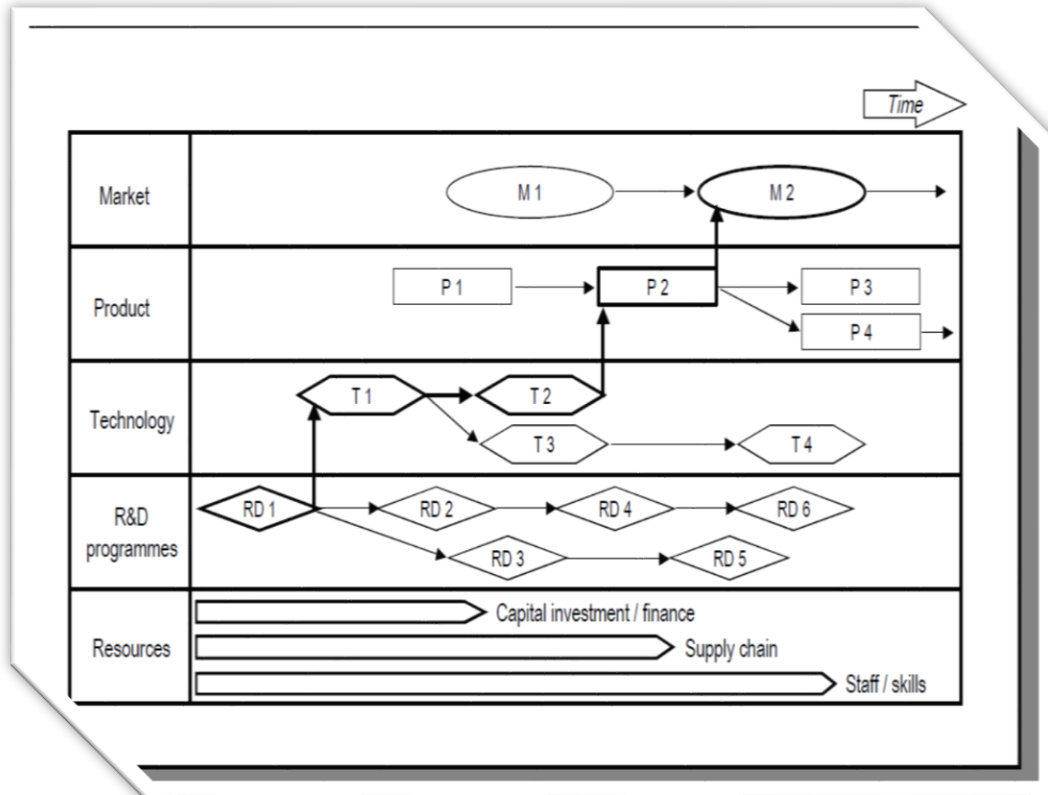 Time
Market
M 1
M 2
Product
P 1
P 2
P 3
P 4
Technology
T 1
T 2
T 3
T 4
R&D
programmes
RD 1
RD 2
RD 4
RD 6
RD 3
RD 5
Resources
Capital investment / finance
Supply chain
Staff / skills